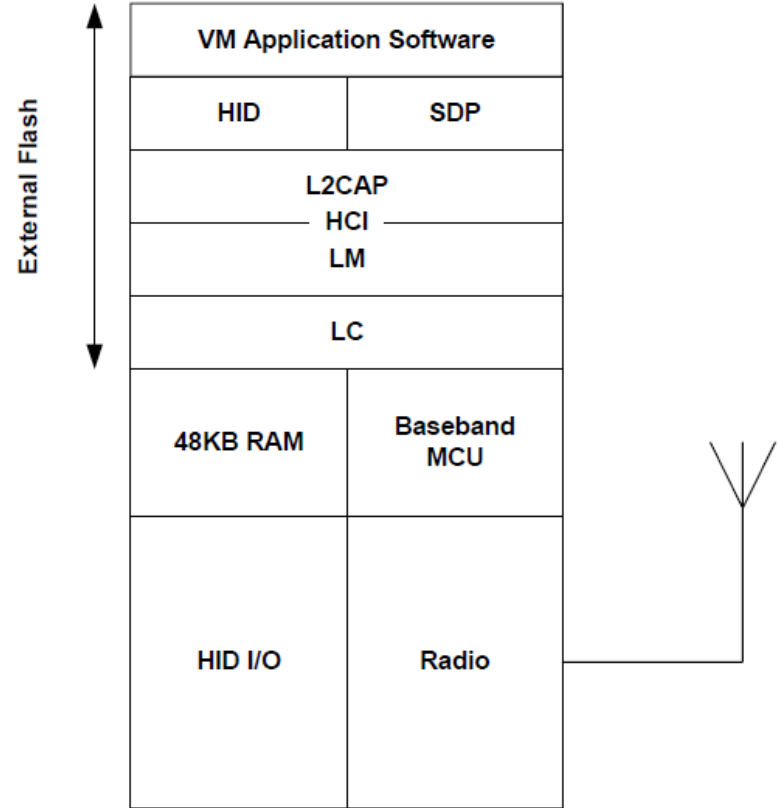 VM Application Software
External Flash
HID
SDP
L2CAP
HCI
LM
LC
48KB RAM
Baseband
MCU
HID I/O
Radio